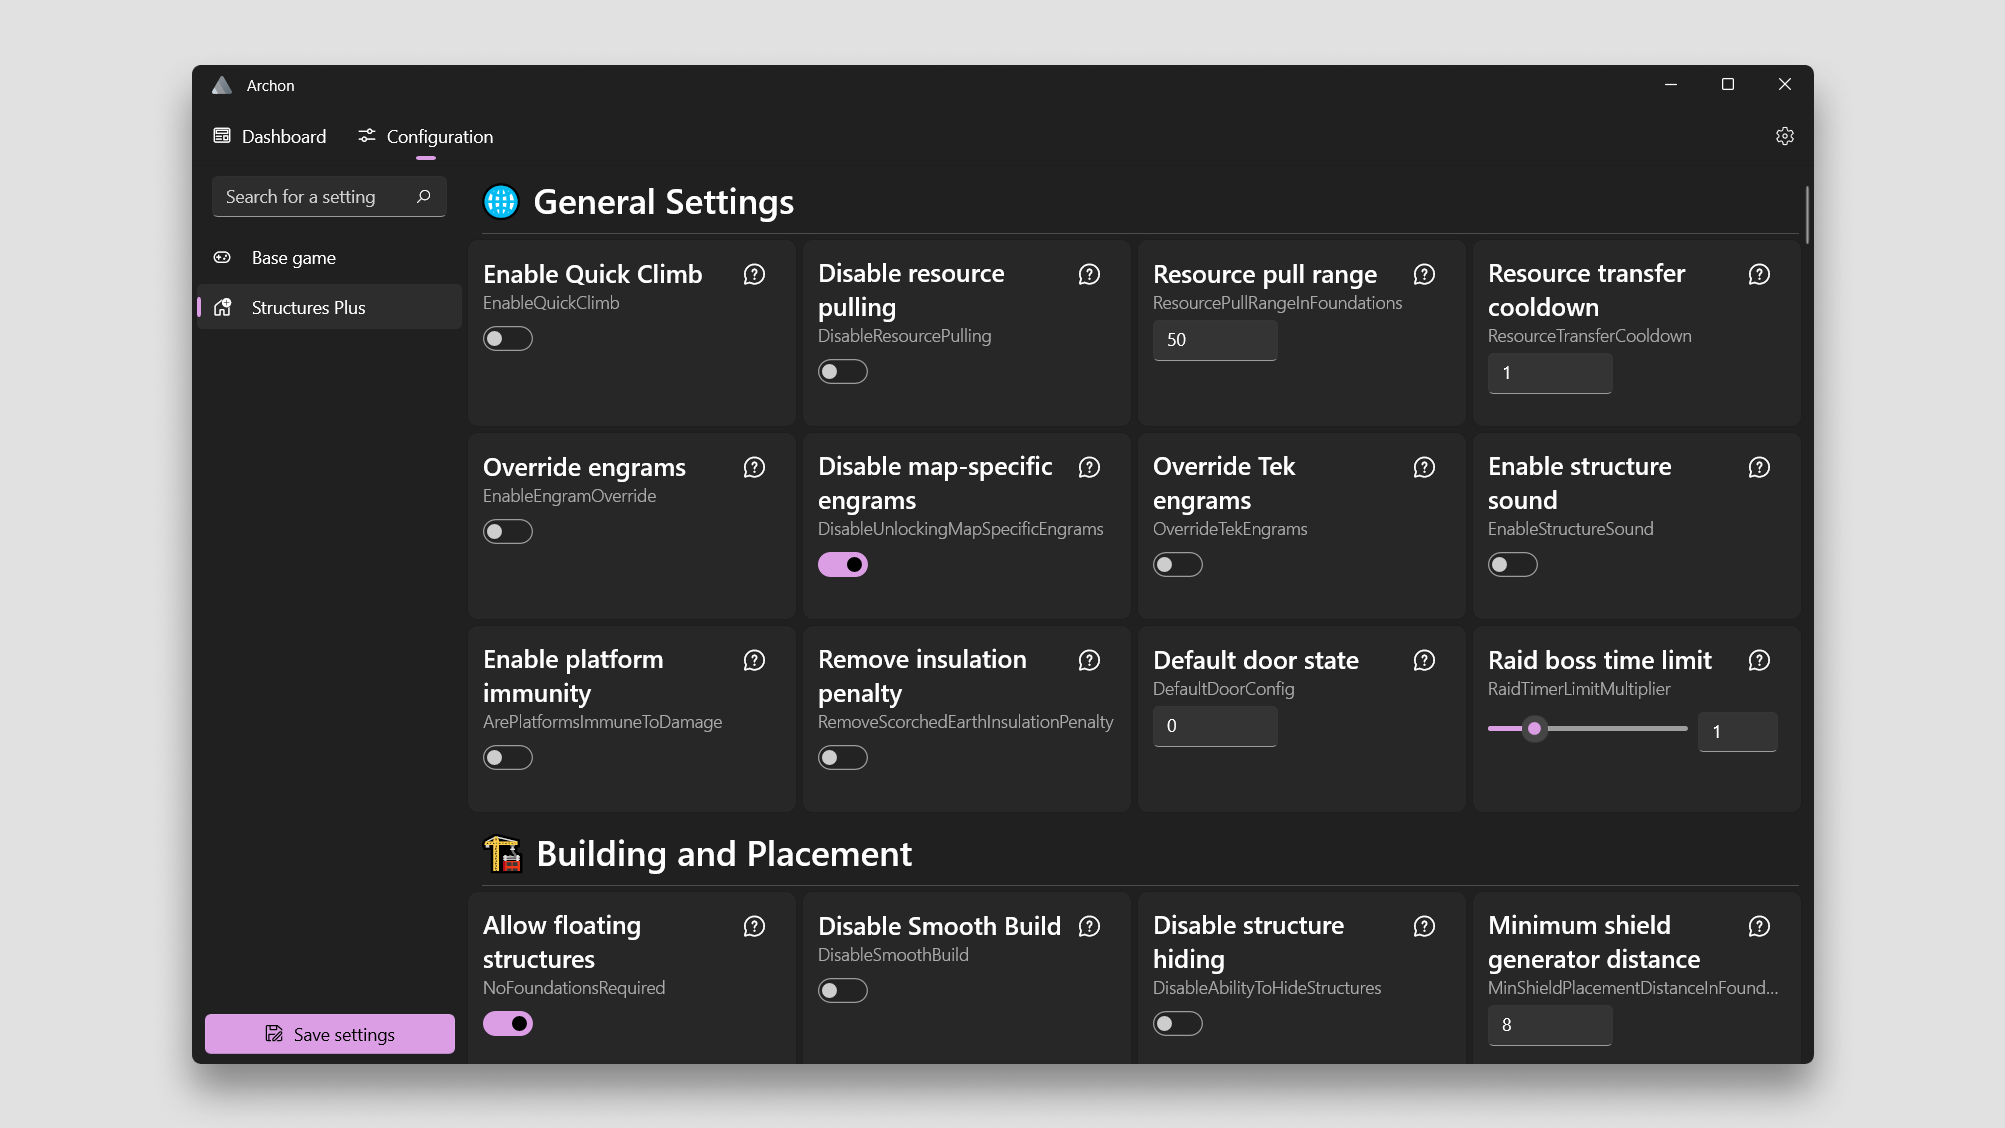 Archon
Dashboard
Configuration
Search for a setting
Base game
Structures Plus
Save settings
General Settings
Enable Quick Climb
EnableQuickClimb
Disable resource
pulling
DisableResourcePulling
Resource pull range
ResourcePullRangeInFoundations
50
Resource transfer
cooldown
ResourceTransferCooldown
1
Override engrams
EnableEngramOverride
Disable map-specific
engrams
DisableUnlockingMapSpecificEngrams
Override Tek
engrams
OverrideTekEngrams
Enable structure
sound
EnableStructureSound
Enable platform
immunity
ArePlatformsImmuneToDamage
Remove insulation
penalty
RemoveScorchedEarthInsulationPenalty
Default door state
DefaultDoorConfig
0
Raid boss time limit
RaidTimerLimitMultiplier
1
Building and Placement
Allow floating
structures
NoFoundationsRequired
Disable Smooth Build
DisableSmoothBuild
Disable structure
hiding
DisableAbilityToHideStructures
Minimum shield
generator distance
MinShieldPlacementDistanceInFound...
8